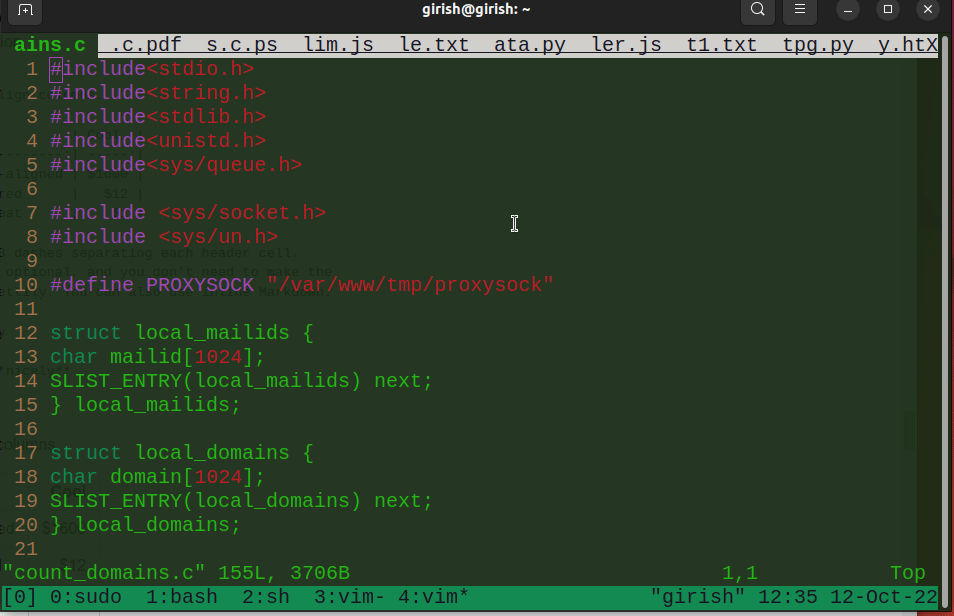 girish@girish: ~
ains.c .c.pdf s.c.ps lim.js le.txt ata.py ler.js t1.txt tpg.py y.htX
1 #include<stdio.h>
2 #include<string.h>
3 #include<stdlib.h>
4 #include<unistd.h>
5 #include<sys/queue.h>
6
7 #include <sys/socket.h>
8 #include <sys/un.h>
9
10 #define PROXYSOCK "/var/www/tmp/proxysock"
11
12 struct local_mailids {
13 char mailid[1024];
14 SLIST_ENTRY(local_mailids) next;
15 } local_mailids;
16
17 struct local_domains {
18 char domain[1024];
19 SLIST_ENTRY(local_domains) next;
20 } local_domains;
21
"count_domains.c" 155L, 3706B 1,1 Top
[0] 0:sudo 1:bash 2:sh 3:vim- 4:vim* "girish" 12:35 12-Oct-22